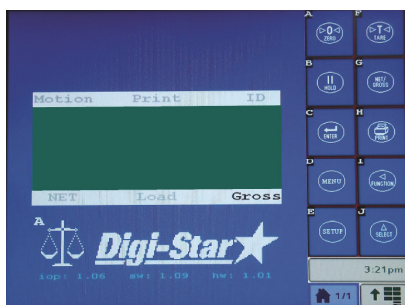 A
>0<
ZERO
F
>T<
TARE
B
HOLD
G
NET/
GROSS
Motion Print ID
C
ENTER
H
PRINT
D
MENU
I
FUNCTION
NET Load Gross
E
SETUP
J
SELECT
A
Digi-Star
iop: 1.06 sw: 1.09 hw: 1.01
3:21pm
1/1